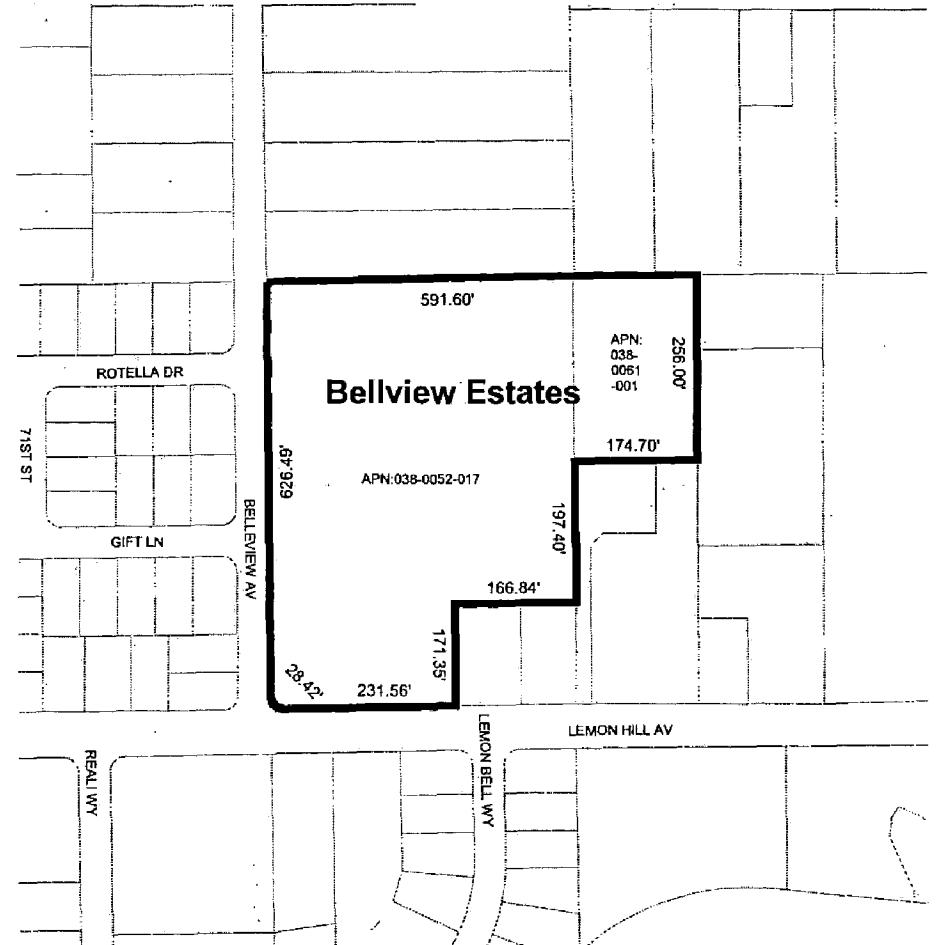 591.60'
APN:
038-
0061
-001
256.00'
ROTELLA DR
Bellview Estates
71ST ST
626.49'
174.70'
APN:038-0052-017
BELLEVIEW AV
197.40'
GIFT LN
166.84'
171.35'
28.42'
231.56'
LEMON HILL AV
REALI WY
LEMON BELL WY